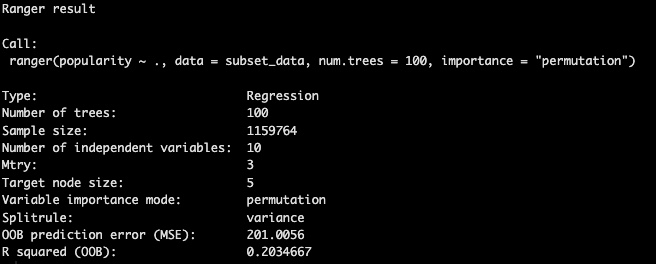 Ranger result
Call:
ranger(popularity ~ ., data = subset_data, num.trees = 100, importance = "permutation")
Type: Regression
Number of trees: 100
Sample size: 1159764
Number of independent variables: 10
Mtry: 3
Target node size: 5
Variable importance mode: permutation
Splitrule: variance
OOB prediction error (MSE): 201.0056
R squared (OOB): 0.2034667